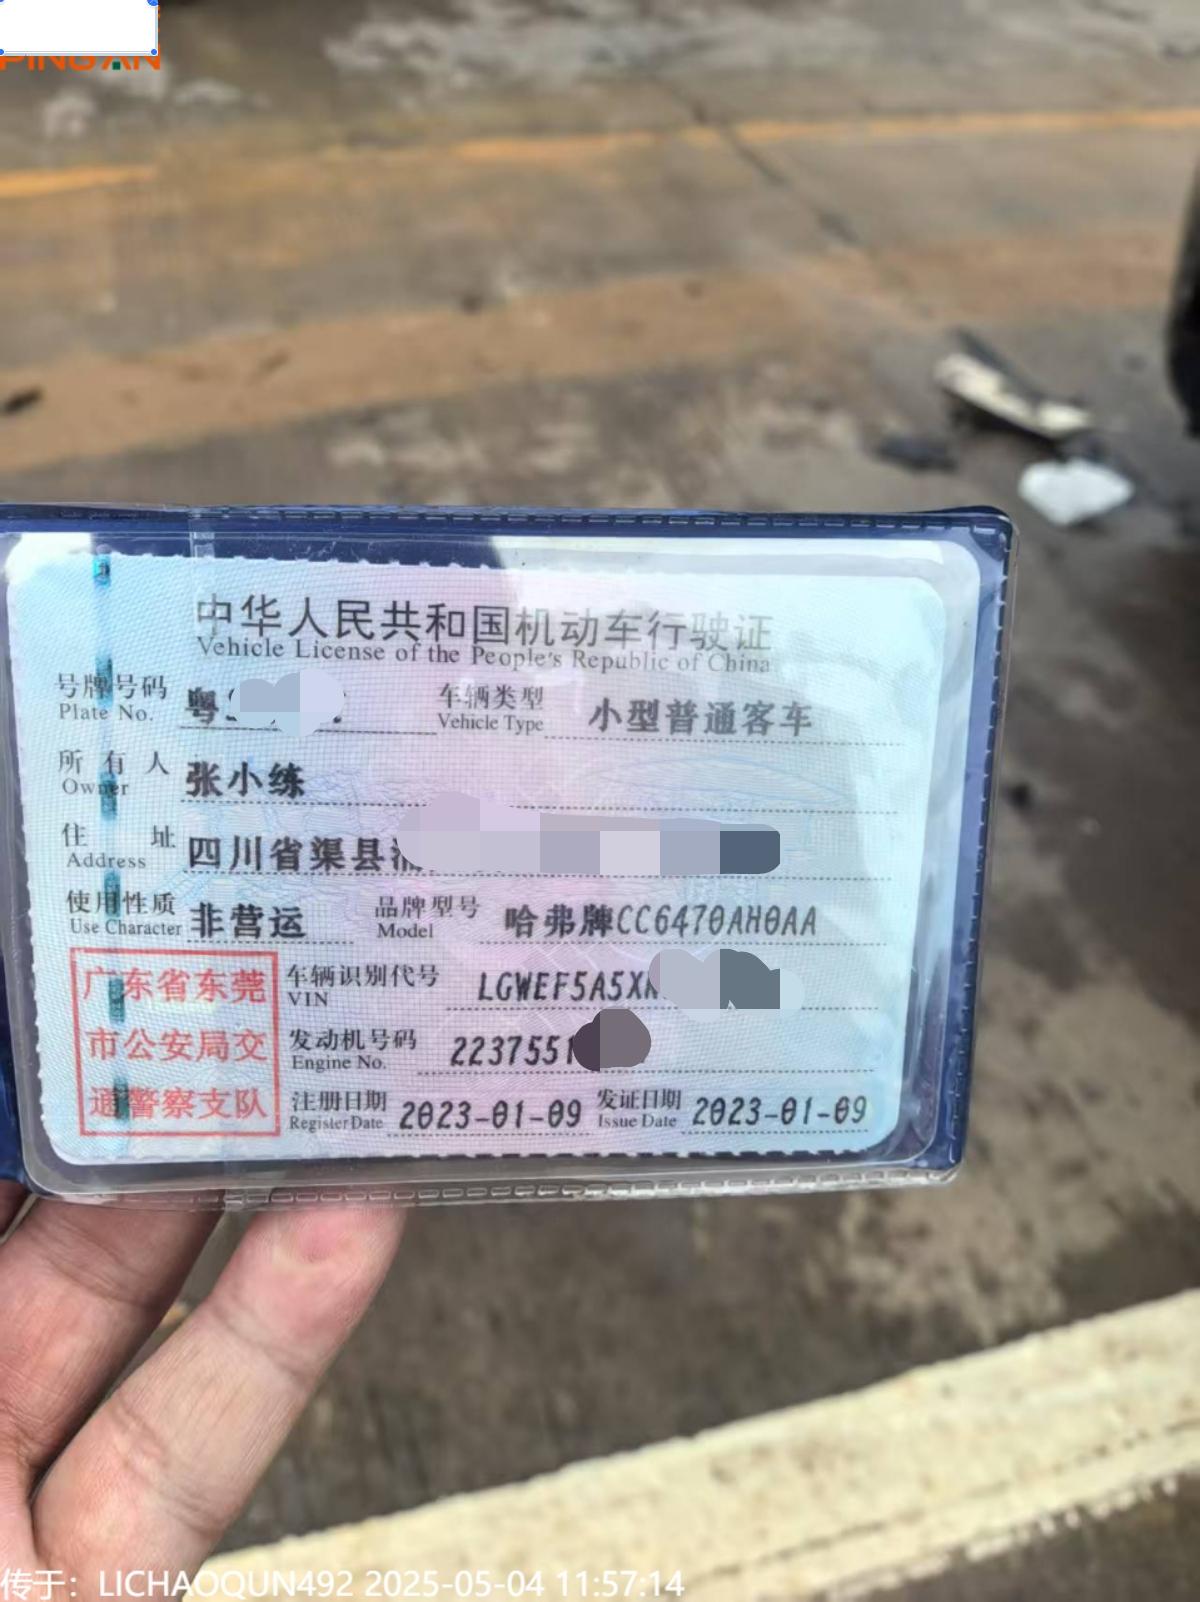 PING AN
中华人民共和国机动车行驶证
Vehicle License of the People's Republic of China
号牌号码 粤 车辆类型 小型普通客车
Plate No. Vehicle Type
所有人 张小练
Owner
住址 四川省渠县
Address
使用性质 非营运 品牌型号 哈弗牌CC6470AH0AA
Use Character Model
广东省东莞
市公安局交
通警察支队
车辆识别代号 LGWEF5A5X
VIN
发动机号码 2237551
Engine No.
注册日期 2023-01-09 发证日期 2023-01-09
Register Date Issue Date
传于：LICHAOQUN492 2025-05-04 11:57:14